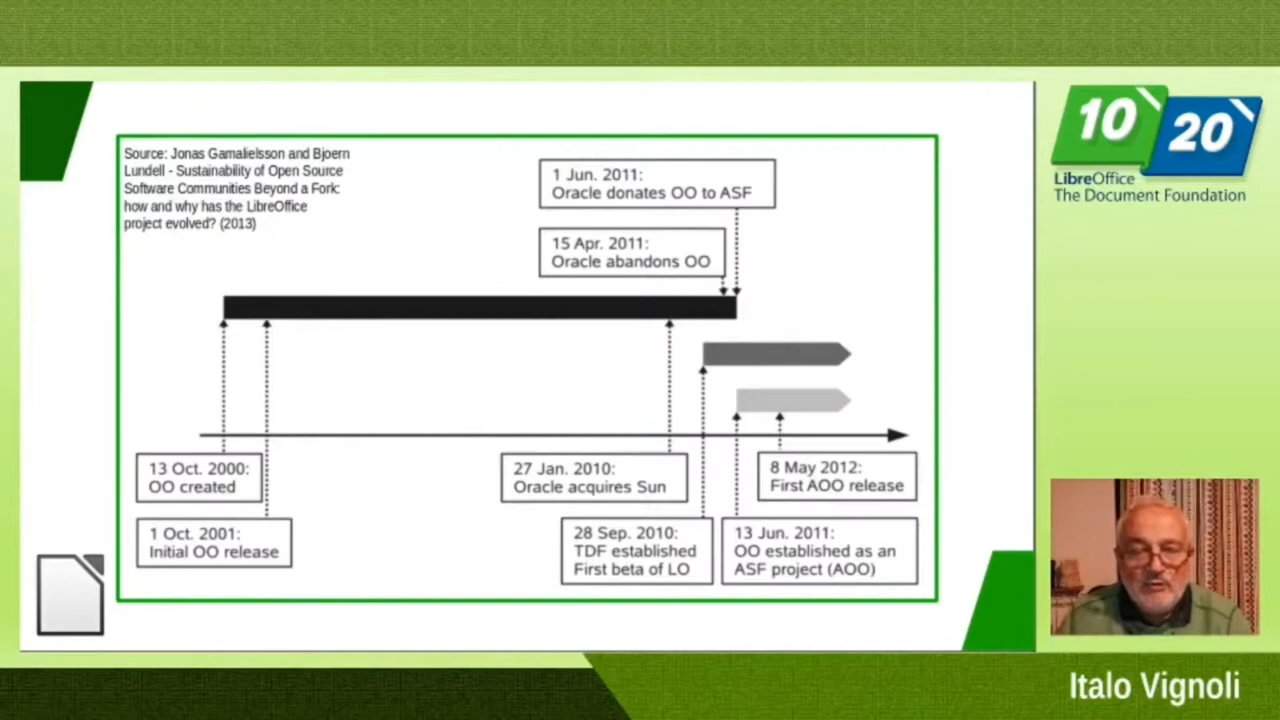 Source: Jonas Gamalielsson and Bjoern
Lundell - Sustainability of Open Source
Software Communities Beyond a Fork:
how and why has the LibreOffice
project evolved? (2013)
1 Jun. 2011:
Oracle donates OO to ASF
15 Apr. 2011:
Oracle abandons OO
13 Oct. 2000:
OO created
1 Oct. 2001:
Initial OO release
27 Jan. 2010:
Oracle acquires Sun
28 Sep. 2010:
TDF established
First beta of LO
8 May 2012:
First AOO release
13 Jun. 2011:
OO established as an
ASF project (AOO)
10 20
LibreOffice
The Document Foundation
Italo Vignoli